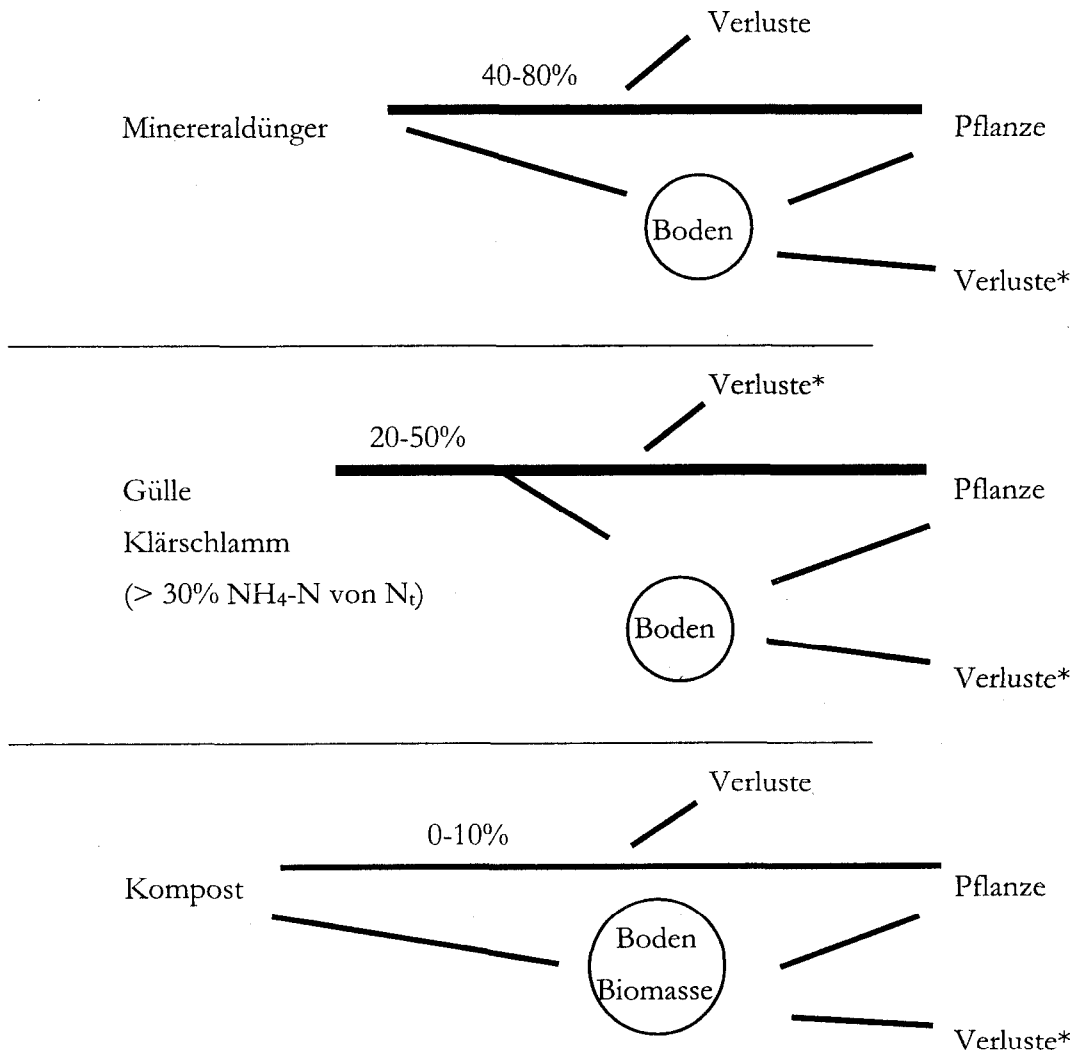 Verluste
40-80%
Minereraldünger
Pflanze
Boden
Verluste*
Verluste*
20-50%
Gülle
Pflanze
Klärschlamm
(> 30% NH₄-N von Nₜ)
Boden
Verluste*
Verluste
0-10%
Kompost
Pflanze
Boden
Biomasse
Verluste*